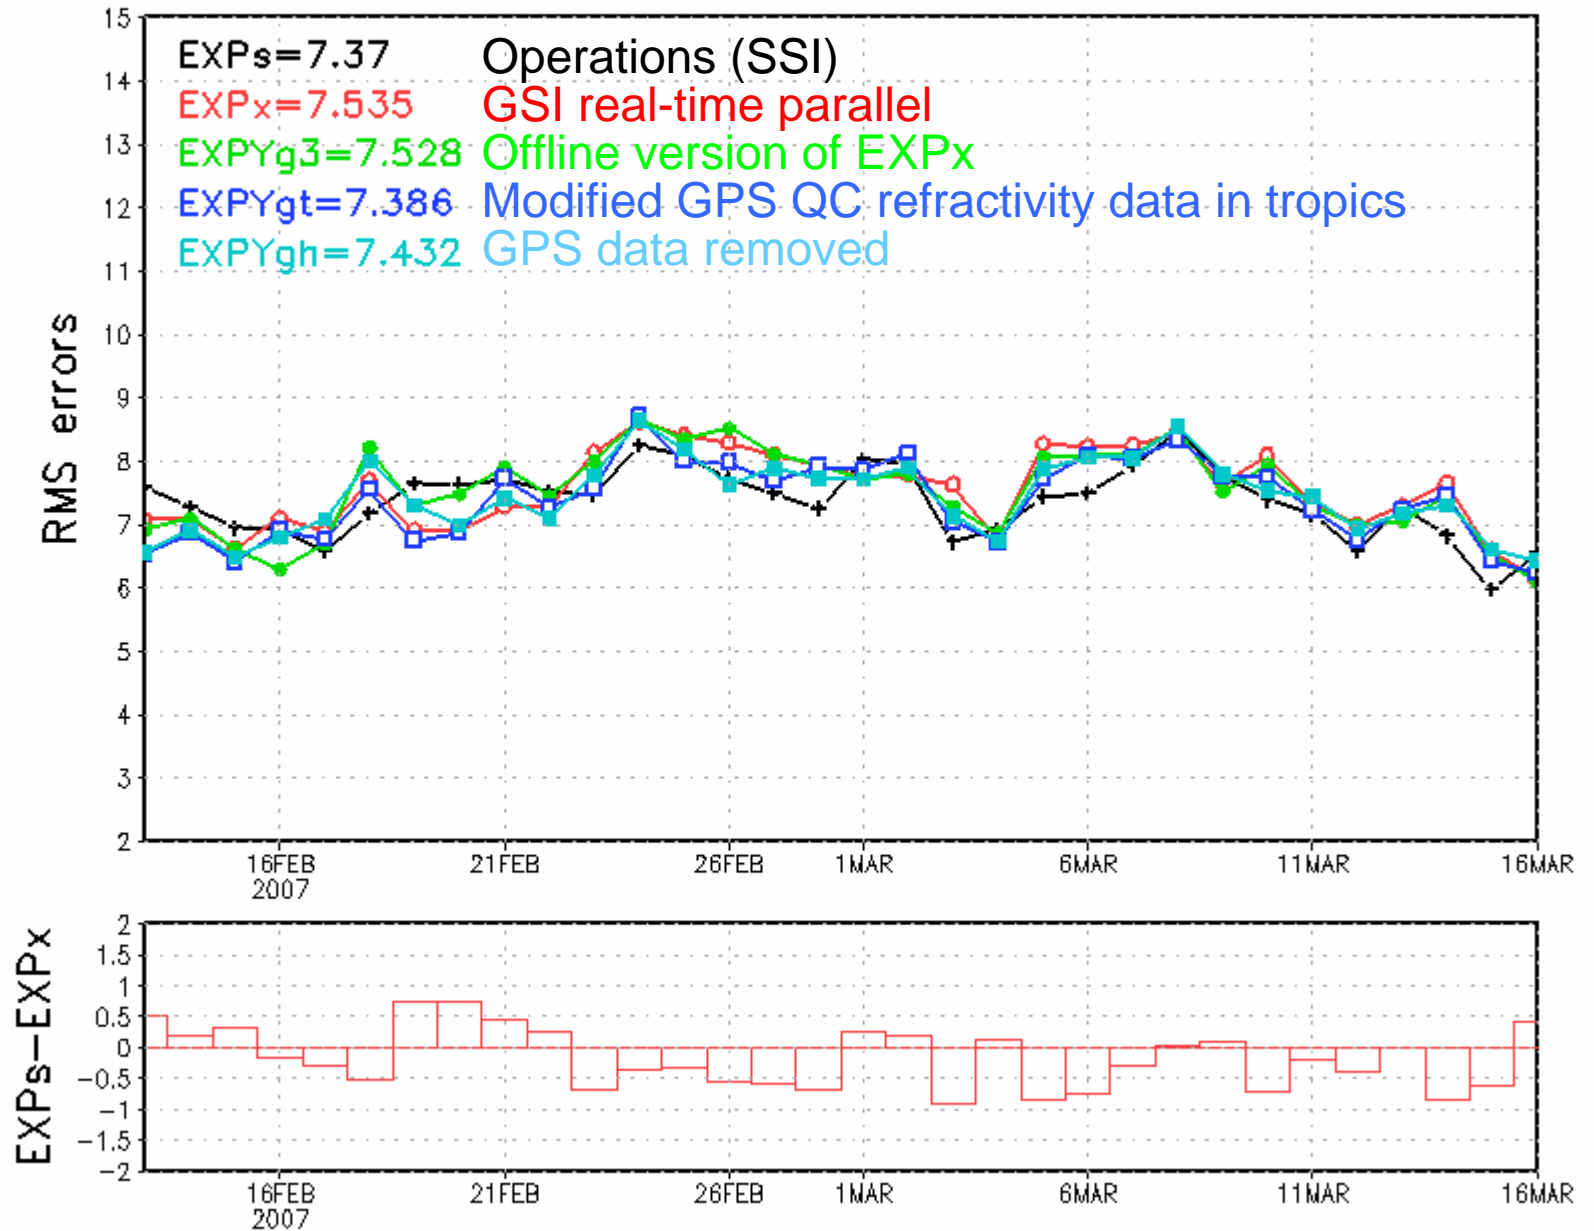 15
EXPs=7.37 Operations (SSI)
14
EXPx=7.535 GSI real-time parallel
13
EXPYg3=7.528 Offline version of EXPx
12
EXPYgt=7.386 Modified GPS QC refractivity data in tropics
EXPYgh=7.432 GPS data removed
11
10
9
8
7
6
5
4
3
2
RMS errors
16FEB 21FEB 26FEB 1MAR 6MAR 11MAR 16MAR
2007
2
1.5
1
0.5
0
-0.5
-1
-1.5
-2
EXPs-EXPx
16FEB 21FEB 26FEB 1MAR 6MAR 11MAR 16MAR
2007